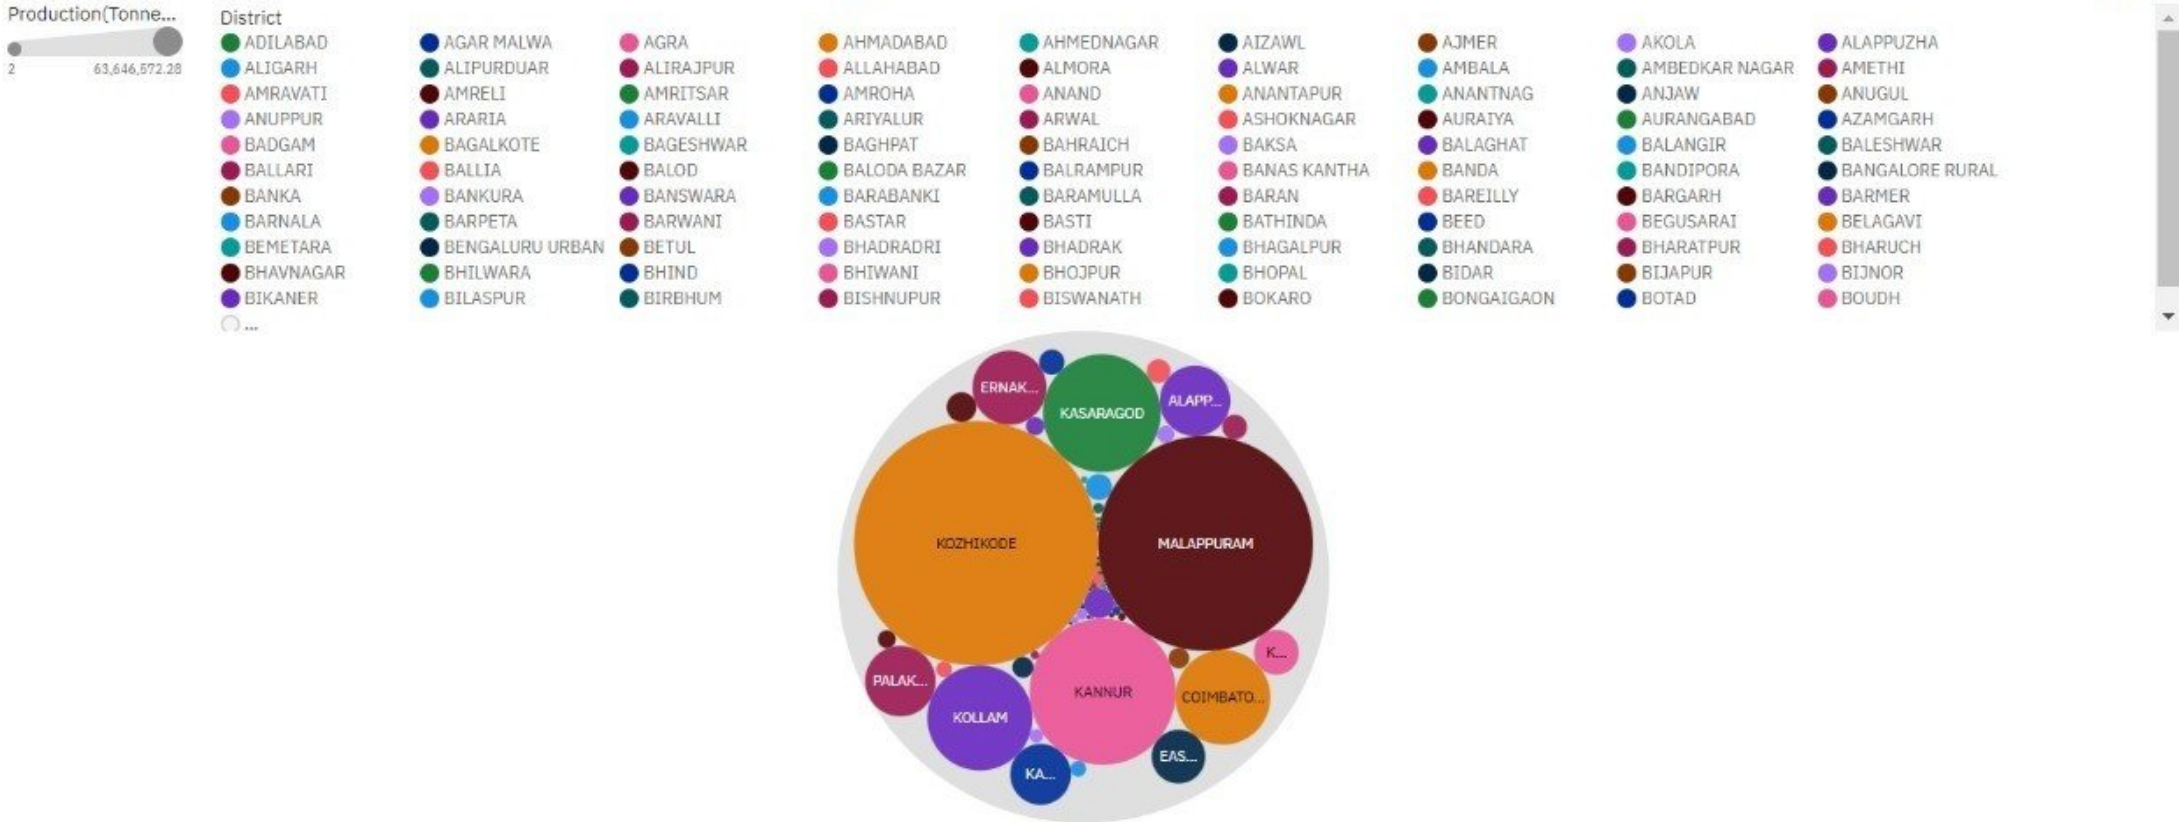 Production(Tonne...
2 63,646,572.28
District
ADILABAD AGAR MALWA AGRA AHMADABAD AHMEDNAGAR AIZAWL AJMER AKOLA ALAPPUZHA
ALIGARH ALIPURDUAR ALIRAJPUR ALLAHABAD ALMORA ALWAR AMBALA AMBEDKAR NAGAR AMETHI
AMRAVATI AMRELI AMRITSAR AMROHA ANAND ANANTAPUR ANANTNAG ANJAW ANUGUL
ANUPPUR ARARIA ARAVALLI ARIYALUR ARWAL ASHOKNAGAR AURAIYA AURANGABAD AZAMGARH
BADGAM BAGALKOTE BAGESHWAR BAGHPAT BAHRAICH BAKSA BALAGHAT BALANGIR BALESHWAR
BALLARI BALLIA BALOD BALODA BAZAR BALRAMPUR BANAS KANTHA BANDA BANDIPORA BANGALORE RURAL
BANKA BANKURA BANSWARA BARABANKI BARAMULLA BARAN BAREILLY BARGARH BARMER
BARNALA BARPETA BARWANI BASTAR BASTI BATHINDA BEED BEGUSARAI BELAGAVI
BEMETARA BENGALURU URBAN BETUL BHADRADRI BHADRAK BHAGALPUR BHANDARA BHARATPUR BHARUCH
BHAVNAGAR BHILWARA BHIND BHIWANI BHOJPUR BHOPAL BIDAR BIJAPUR BIJNOR
BIKANER BILASPUR BIRBHUM BISHNUPUR BISWANATH BOKARO BONGAIGAON BOTAD BOUDH
...
ERNAK...
KASARAGOD
ALAPP...
KOZHIKODE
MALAPPURAM
K...
PALAK...
KANNUR
COIMBATO...
KOLLAM
EAS...
KA...